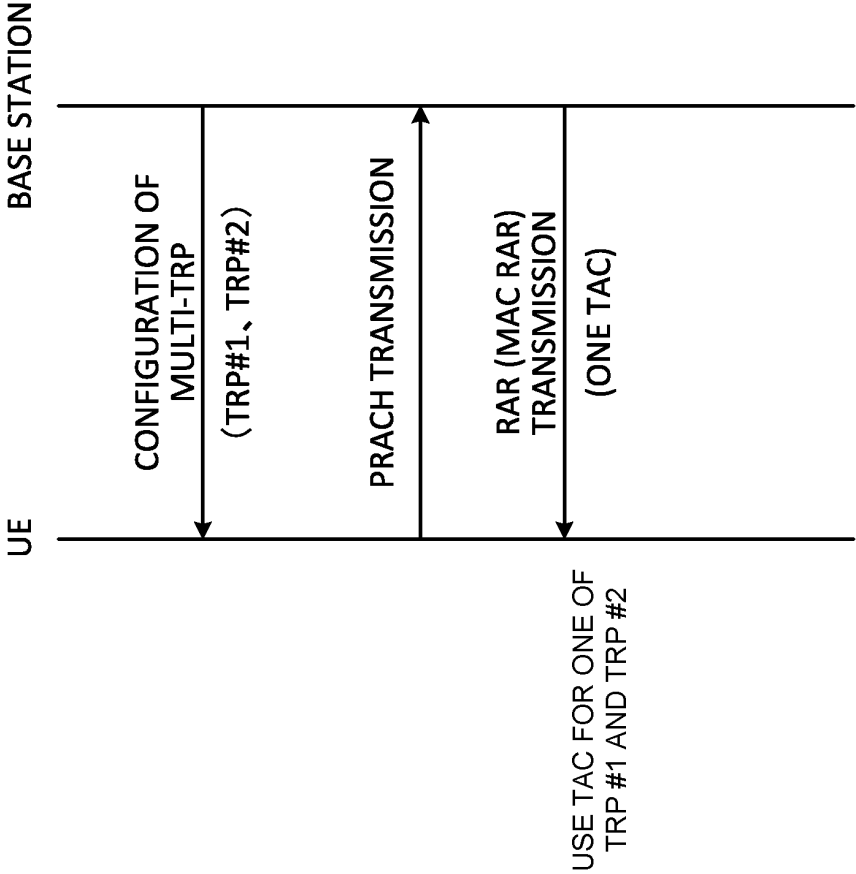 UE
BASE STATION
CONFIGURATION OF
MULTI-TRP
(TRP#1、TRP#2)
PRACH TRANSMISSION
RAR (MAC RAR)
TRANSMISSION
(ONE TAC)
USE TAC FOR ONE OF
TRP #1 AND TRP #2